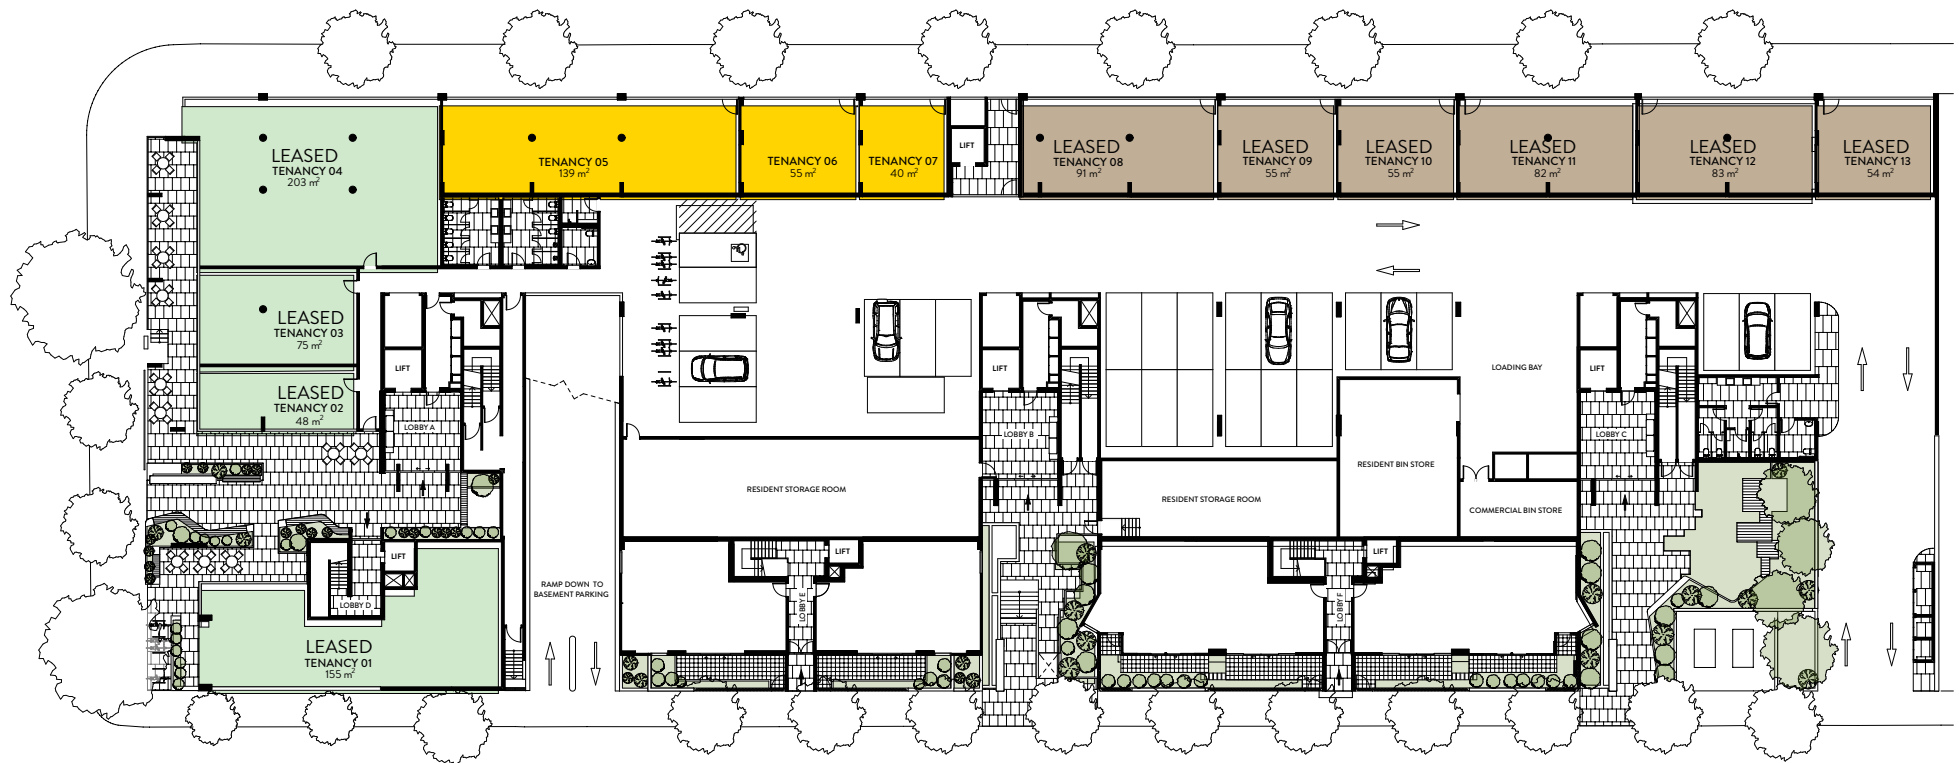 LEASED
TENANCY 04
203 m²
TENANCY 05
139 m²
TENANCY 06
55 m²
TENANCY 07
40 m²
LIFT
LEASED
TENANCY 08
91 m²
LEASED
TENANCY 09
55 m²
LEASED
TENANCY 10
55 m²
LEASED
TENANCY 11
82 m²
LEASED
TENANCY 12
83 m²
LEASED
TENANCY 13
54 m²
LEASED
TENANCY 03
75 m²
LEASED
TENANCY 02
48 m²
LIFT
LOBBY A
LIFT
LOBBY B
LOADING BAY
LIFT
LOBBY C
RESIDENT STORAGE ROOM
RESIDENT STORAGE ROOM
RESIDENT BIN STORE
COMMERCIAL BIN STORE
LIFT
LOBBY D
LEASED
TENANCY 01
155 m²
RAMP DOWN TO
BASEMENT PARKING
LIFT
LOBBY E
LIFT
LOBBY F